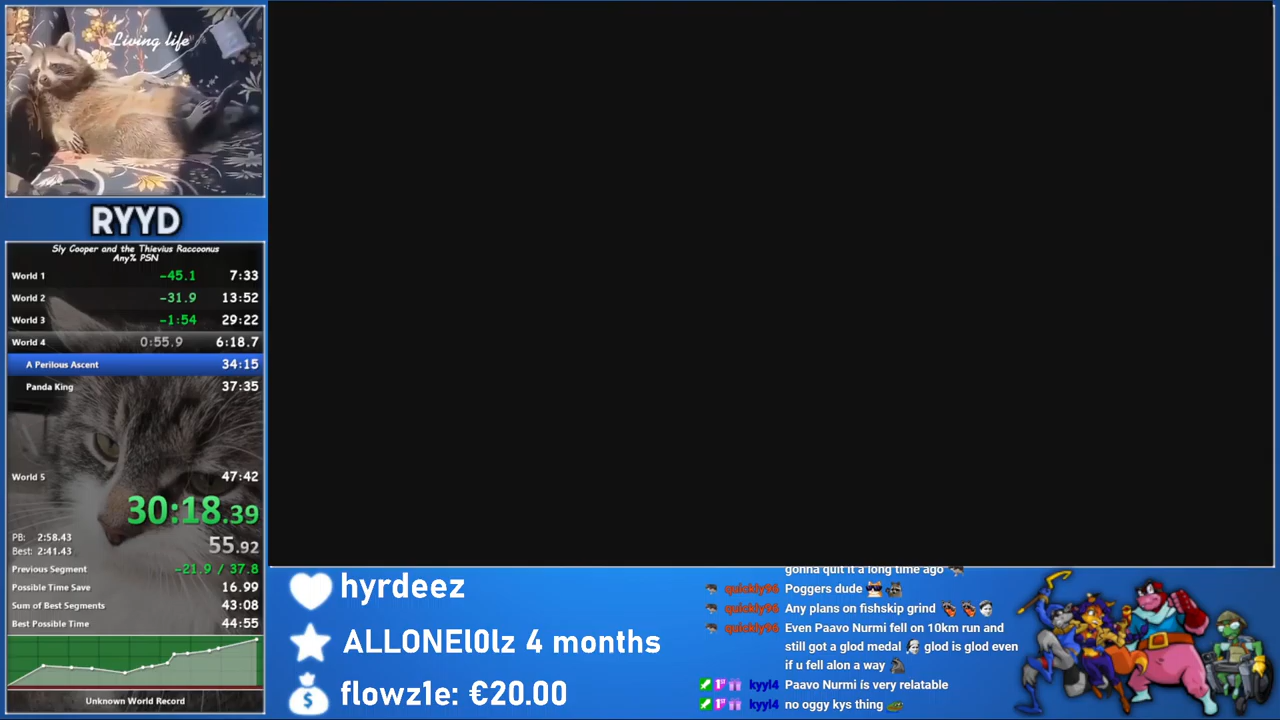 Living life
RYYD
Sly Cooper and the Thievius Raccoonus
Any% PSN
World 1 -45.1 7:33
World 2 -31.9 13:52
World 3 -1:54 29:22
World 4 0:55.9 6:18.7
A Perilous Ascent 34:15
Panda King 37:35
World 5 47:42
30:18.39
PB: 2:58.43
Best: 2:41.43
55.92
Previous Segment -21.9 / 37.8
Possible Time Save 16.99
Sum of Best Segments 43:08
Best Possible Time 44:55
Unknown World Record
hyrdeez
ALLONEl0lz 4 months
flowz1e: €20.00
gonna quit it a long time ago
quickly96 Poggers dude
quickly96 Any plans on fishskip grind
quickly96 Even Paavo Nurmi fell on 10km run and
still got a glod medal glod is glod even
if u fell alon a way
kyyl4 Paavo Nurmi ís very relatable
kyyl4 no oggy kys thing